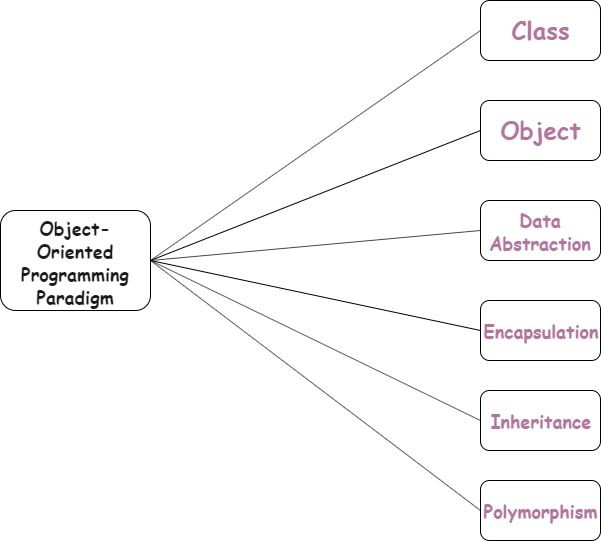 Class
Object
Data
Abstraction
Object-
Oriented
Programming
Paradigm
Encapsulation
Inheritance
Polymorphism